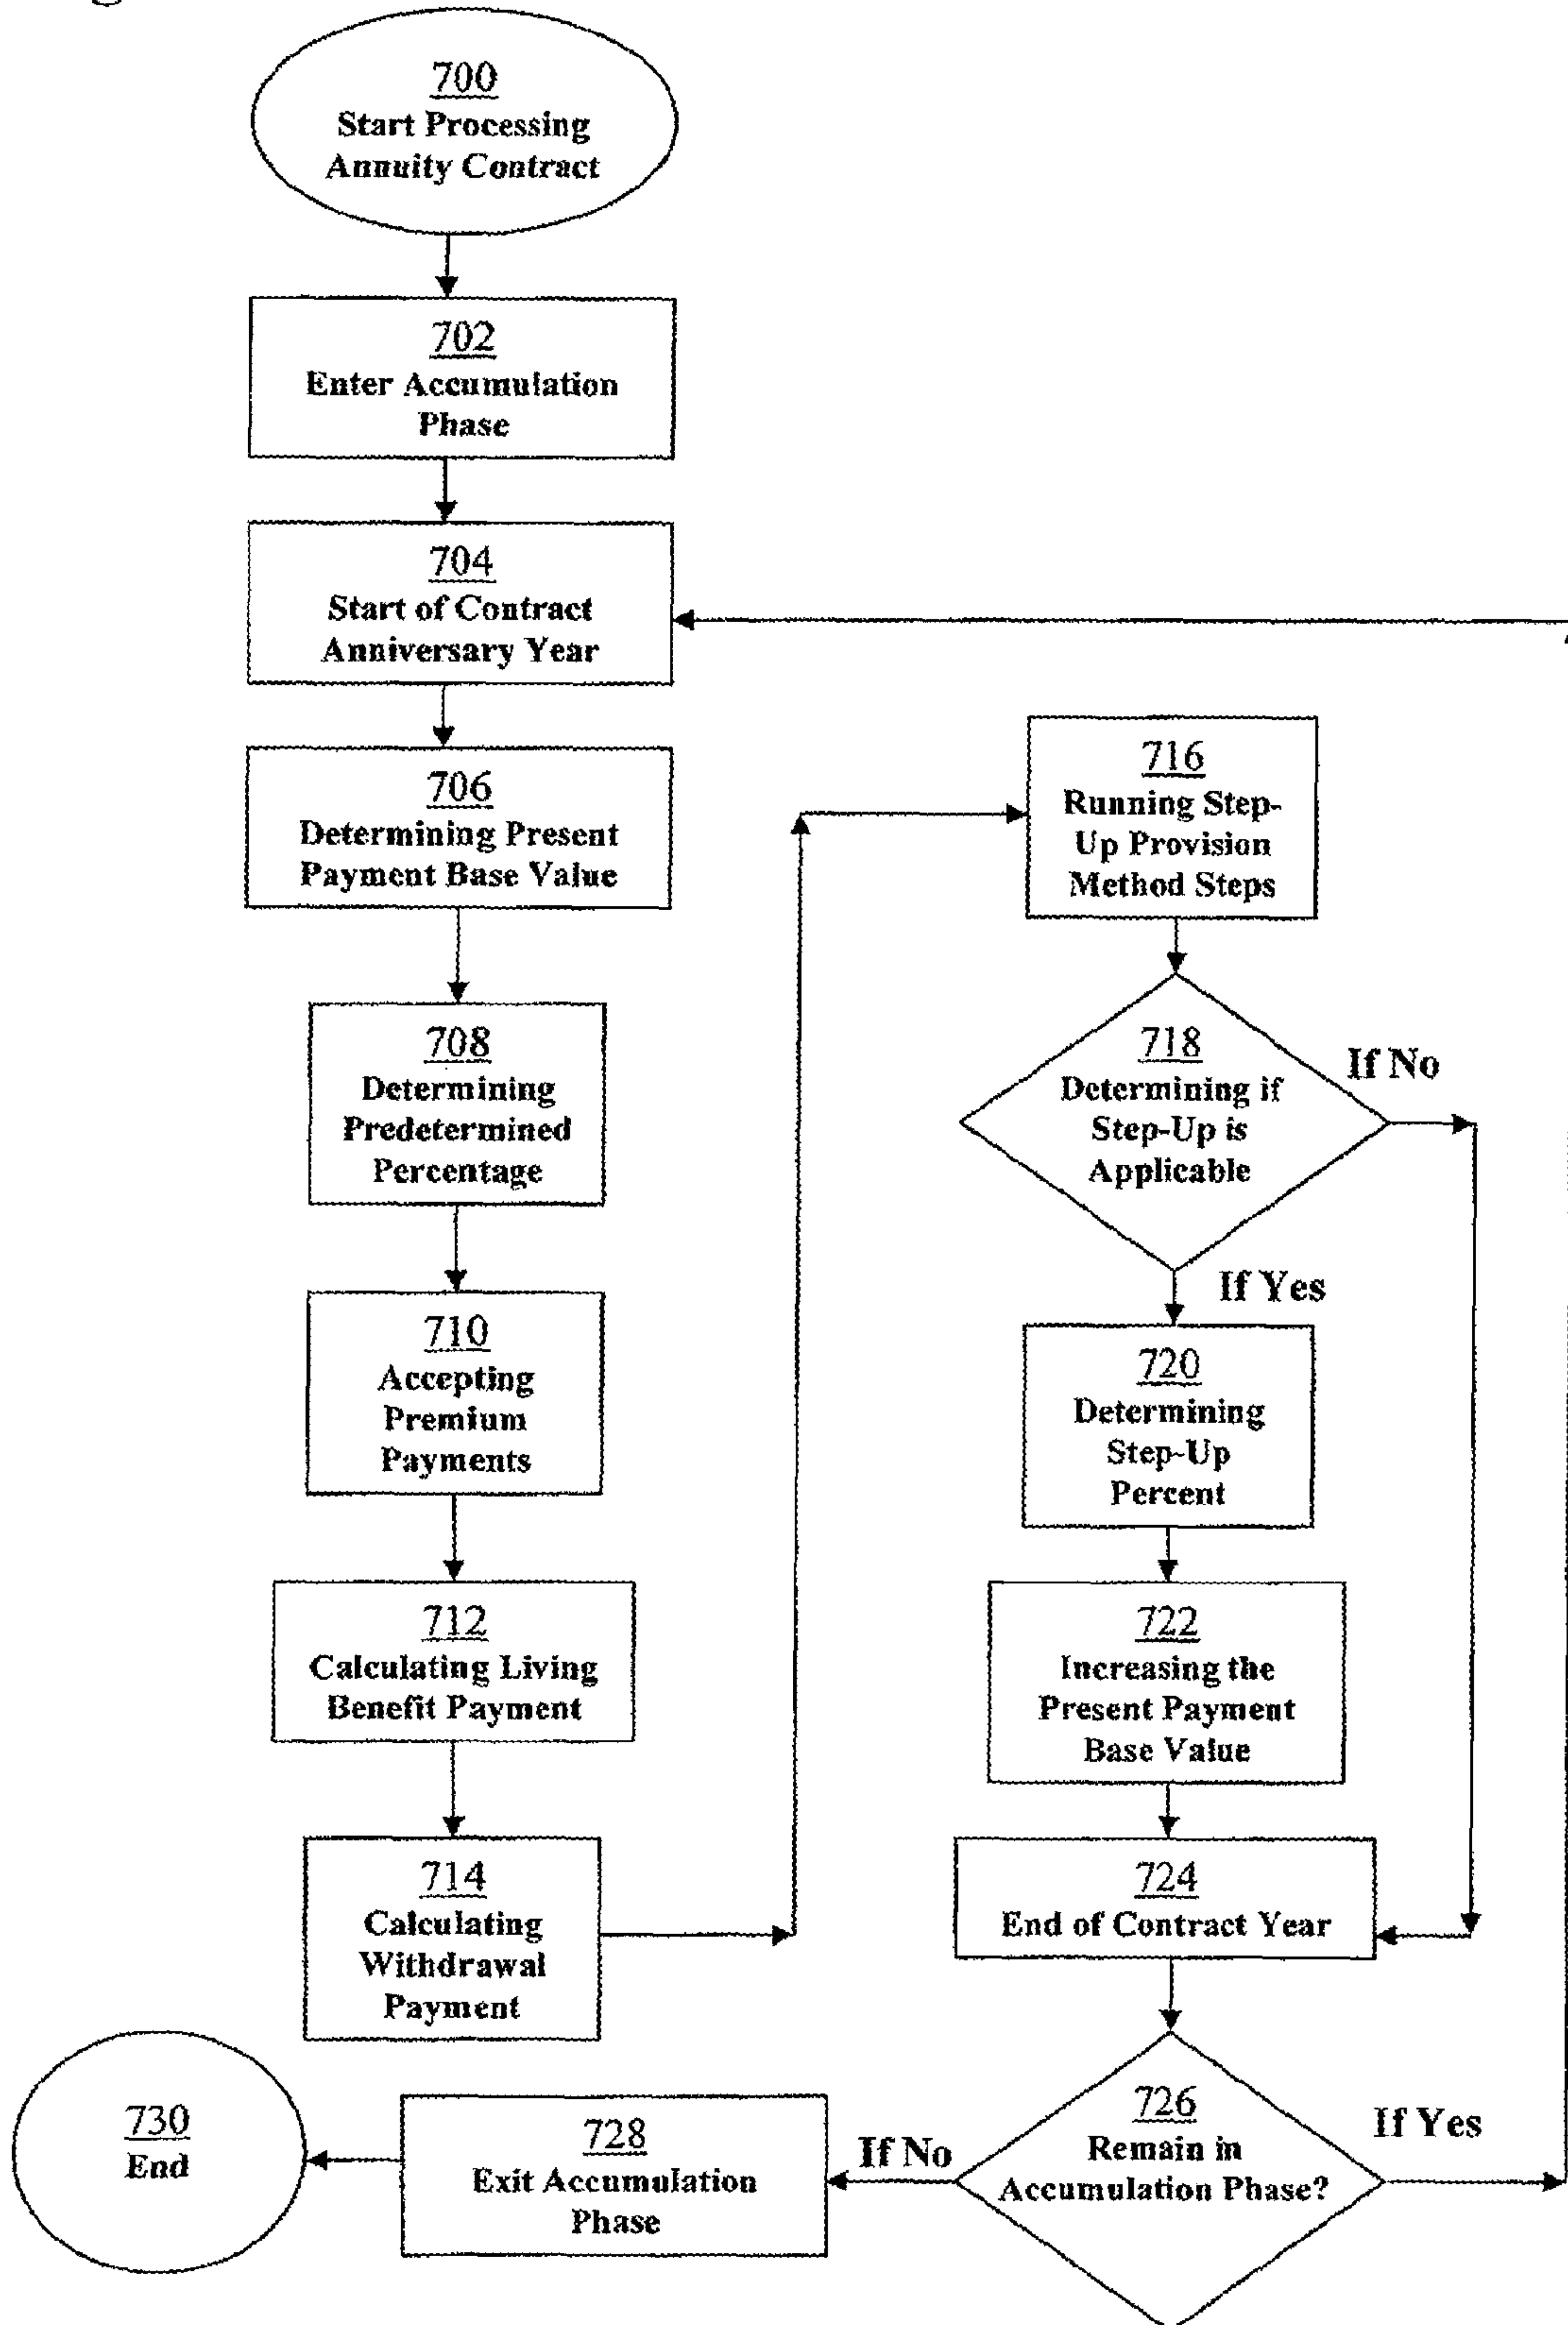 700
Start Processing
Annuity Contract
702
Enter Accumulation
Phase
704
Start of Contract
Anniversary Year
706
Determining Present
Payment Base Value
708
Determining
Predetermined
Percentage
710
Accepting
Premium
Payments
712
Calculating Living
Benefit Payment
714
Calculating
Withdrawal
Payment
716
Running Step-
Up Provision
Method Steps
718
Determining if
Step-Up is
Applicable
If No
If Yes
720
Determining
Step-Up
Percent
722
Increasing the
Present Payment
Base Value
724
End of Contract Year
726
Remain in
Accumulation Phase?
If Yes
If No
728
Exit Accumulation
Phase
730
End